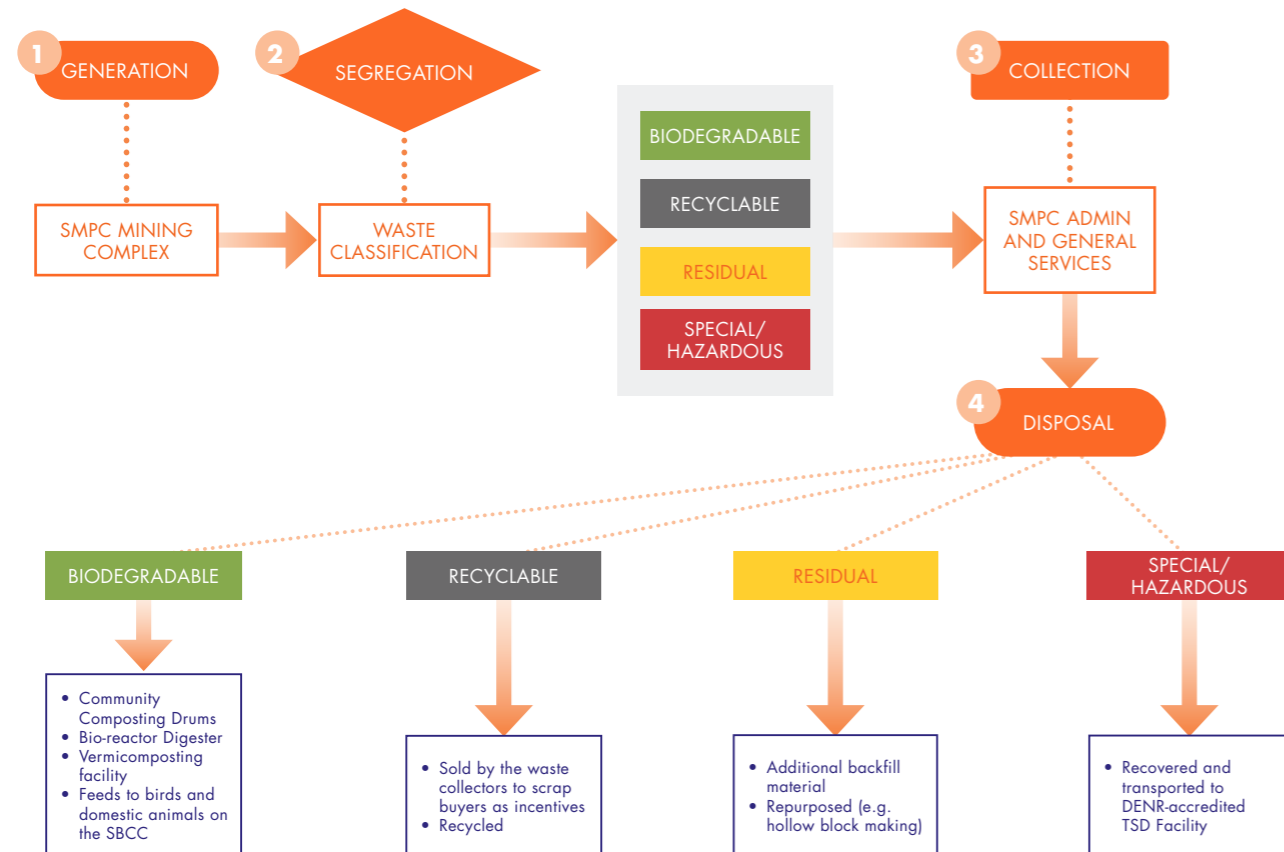 1
GENERATION
2
SEGREGATION
3
COLLECTION
SMPC MINING
COMPLEX
WASTE
CLASSIFICATION
BIODEGRADABLE
RECYCLABLE
RESIDUAL
SPECIAL/
HAZARDOUS
SMPC ADMIN
AND GENERAL
SERVICES
4
DISPOSAL
BIODEGRADABLE
• Community
Composting Drums
• Bio-reactor Digester
• Vermicomposting
facility
• Feeds to birds and
domestic animals on
the SBCC
RECYCLABLE
• Sold by the waste
collectors to scrap
buyers as incentives
• Recycled
RESIDUAL
• Additional backfill
material
• Repurposed (e.g.
hollow block making)
SPECIAL/
HAZARDOUS
• Recovered and
transported to
DENR-accredited
TSD Facility